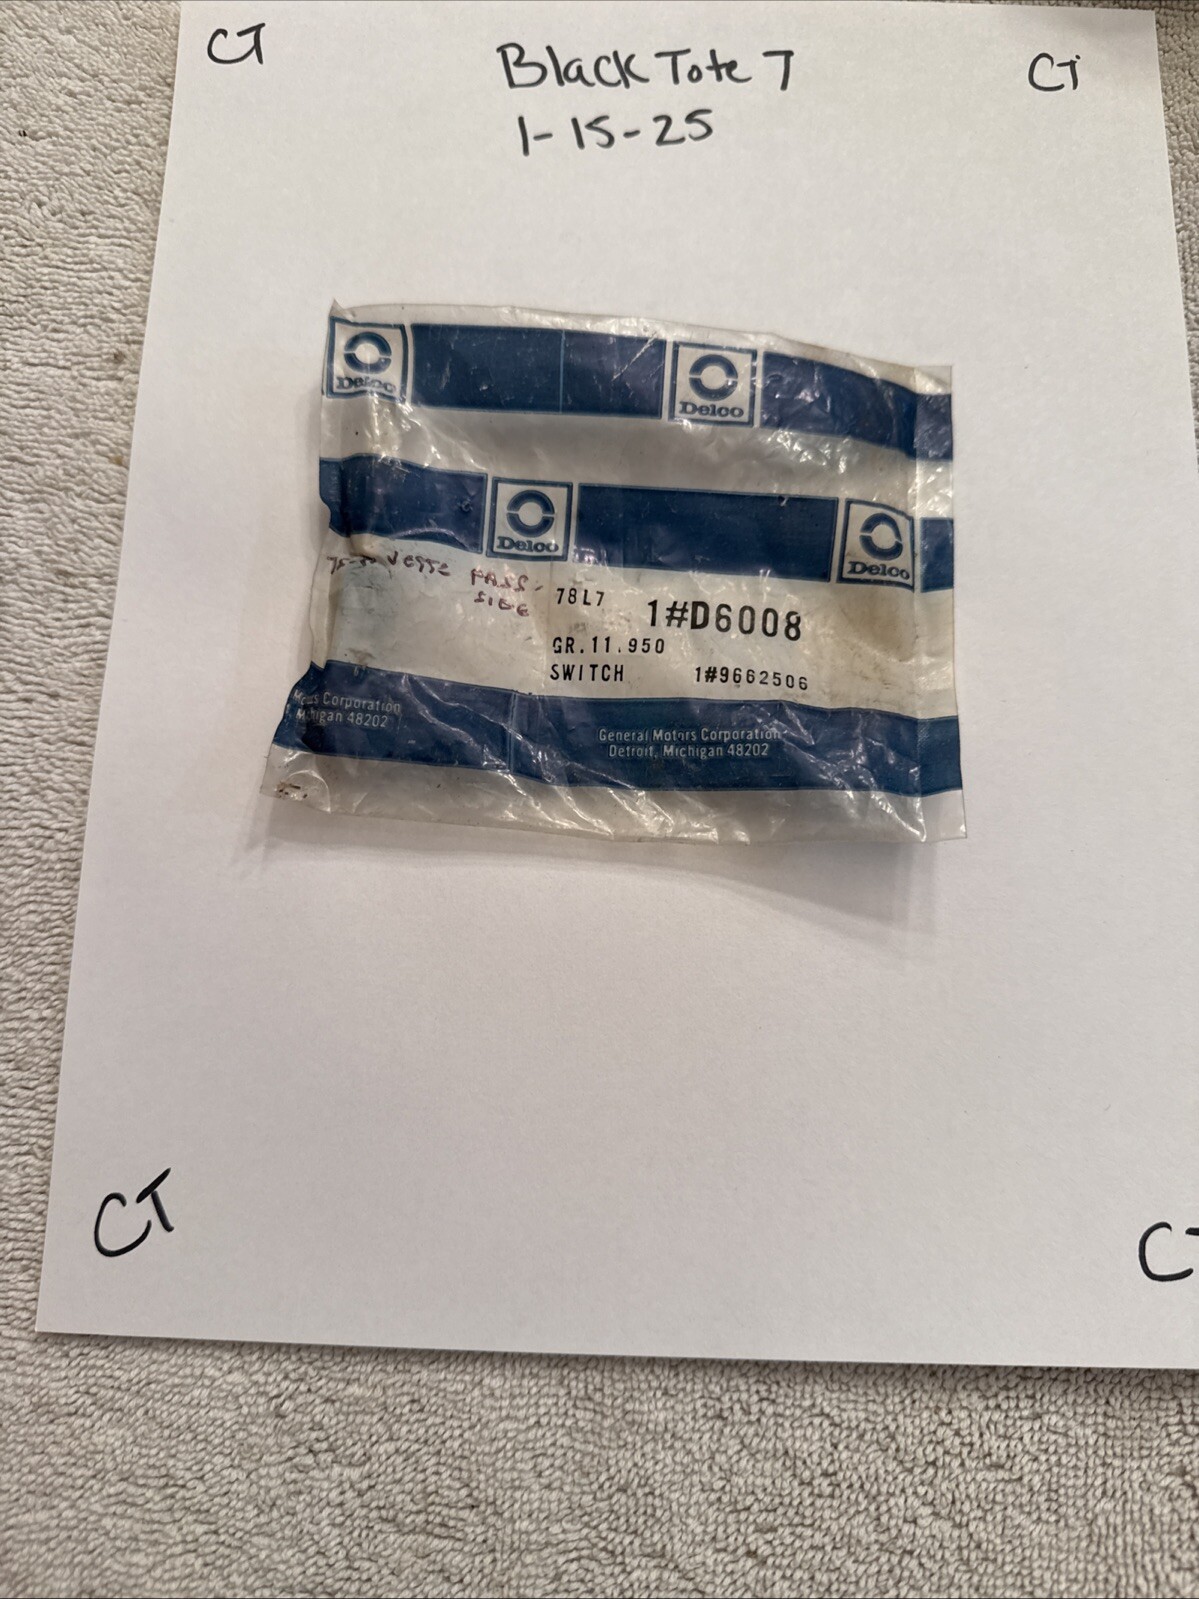 CT
Black Tote 7
CT
1-15-25
Delco
Delco
Delco
Delco
VETTE PASS.
SIDE
78L7 1#D6008
GR.11.950
SWITCH 1#9662506
Corporation
Michigan 48202
General Motors Corporation
Detroit, Michigan 48202
CT
C